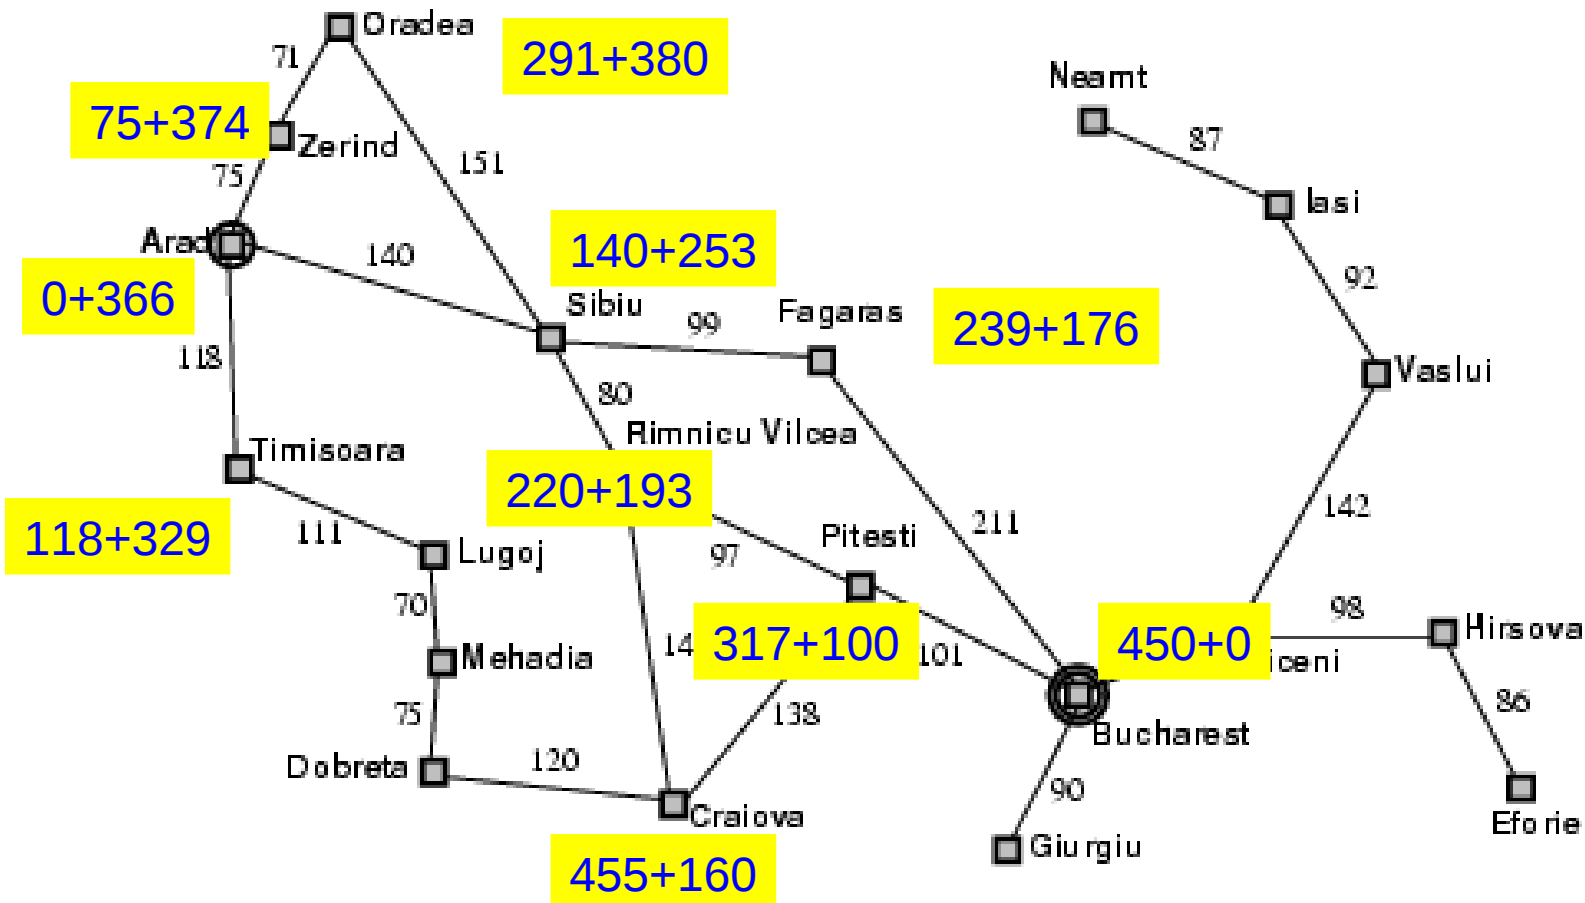 Oradea
291+380
71
Neamt
75+374
Zerind
87
151
75
Iasi
Arad
140
140+253
0+366
Sibiu
92
99
Fagaras
239+176
118
Vaslui
80
Rimnicu Vilcea
Timisoara
220+193
142
118+329
111
211
Pitesti
Lugoj
97
70
98
Hirsova
14
317+100
101
450+0
iceni
Mehadia
75
138
86
Bucharest
Dobreta
120
90
Craiova
Eforie
Giurgiu
455+160